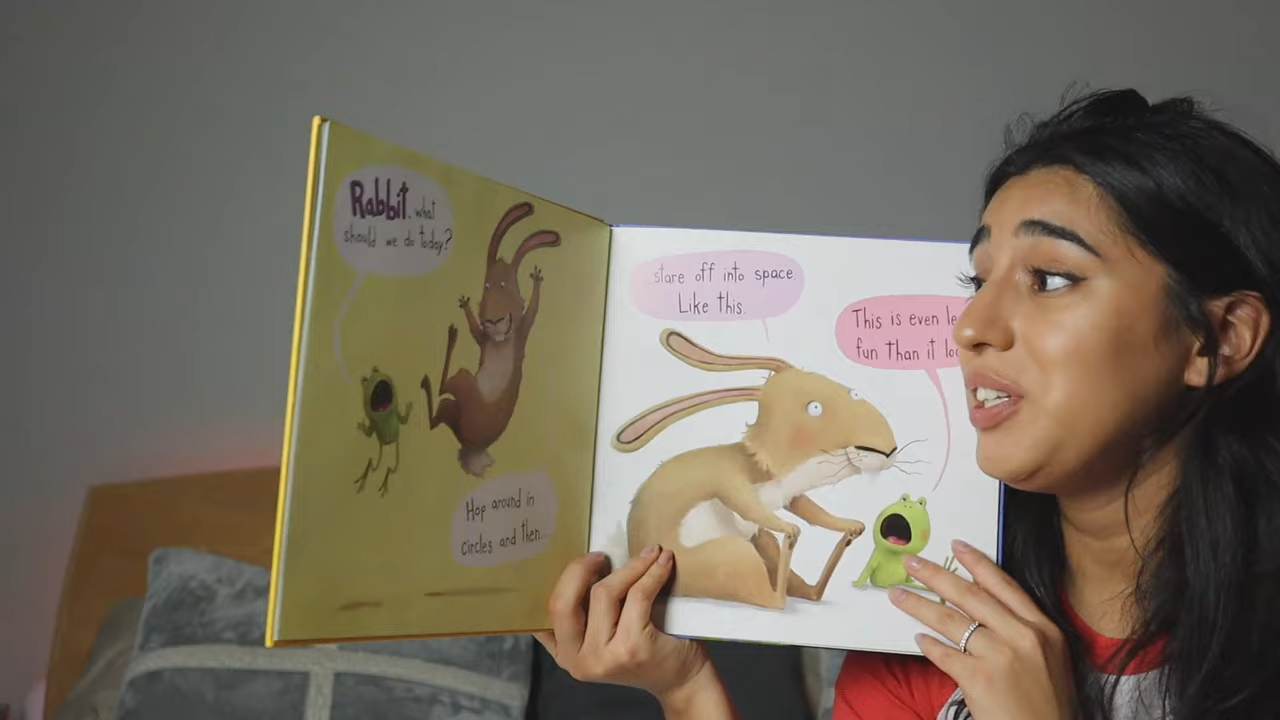 Rabbit, what
should we do today?
Hop around in
circles and then...
stare off into space.
Like this.
This is even
fun than it